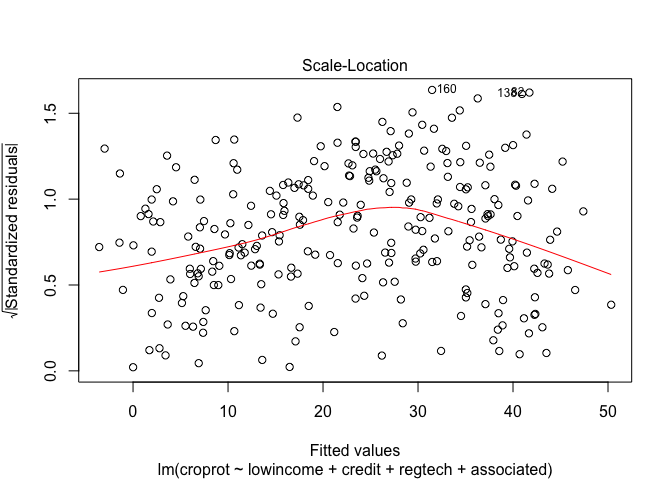 Scale-Location
√|Standardized residuals|
1.5
1.0
0.5
0.0
160
0 10 20 30 40 50
Fitted values
lm(croprot ~ lowincome + credit + regtech + associated)